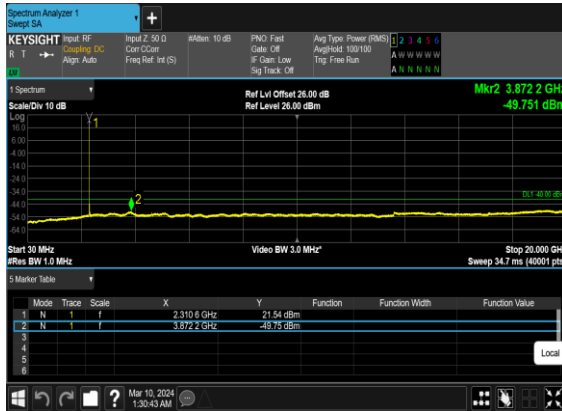 Spectrum Analyzer 1
Swept SA
+
KEYSIGHT Input: RF Input Z: 50 Ω #Atten: 10 dB PNO: Fast Avg Type: Power (RMS) 1 2 3 4 5 6
R T Coupling: DC Corr CCorr Gate: Off Avg|Hold: 100/100 A W W W W W
Align: Auto Freq Ref: Int (S) IF Gain: Low Trig: Free Run
Sig Track: Off A N N N N N
1 Spectrum Ref Lvl Offset 26.00 dB Mkr2 3.872 2 GHz
Scale/Div 10 dB Ref Level 26.00 dBm -49.751 dBm
Log
16.0
6.00
-4.00
-14.0
-24.0
-34.0
-44.0
-54.0
-64.0
1
2
DL1 -40.00 dBm
Start 30 MHz Video BW 3.0 MHz* Stop 20.000 GHz
#Res BW 1.0 MHz Sweep 34.7 ms (40001 pts)
5 Marker Table
Mode Trace Scale X Y Function Function Width Function Value
1 N 1 f 2.310 6 GHz 21.54 dBm
2 N 1 f 3.872 2 GHz -49.75 dBm
3
4
5
6
Local
? Mar 10, 2024
1:30:43 AM